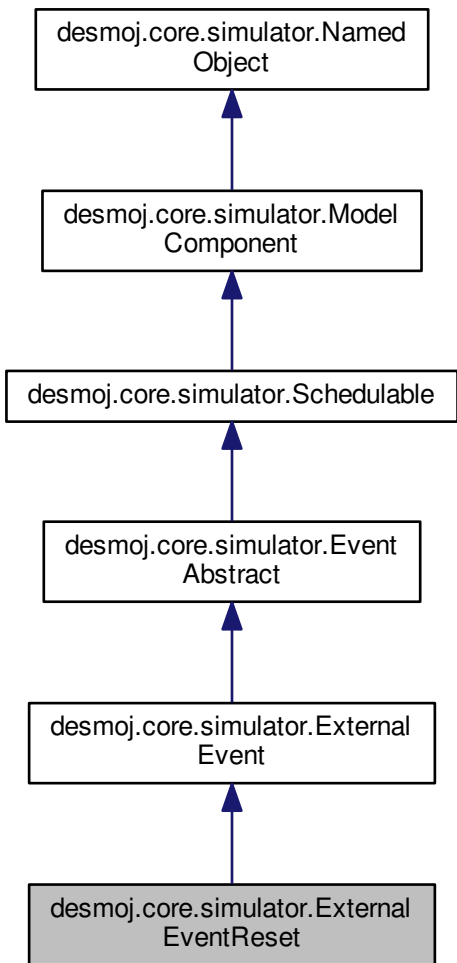 desmoj.core.simulator.Named
Object
desmoj.core.simulator.Model
Component
desmoj.core.simulator.Schedulable
desmoj.core.simulator.Event
Abstract
desmoj.core.simulator.External
Event
desmoj.core.simulator.External
EventReset